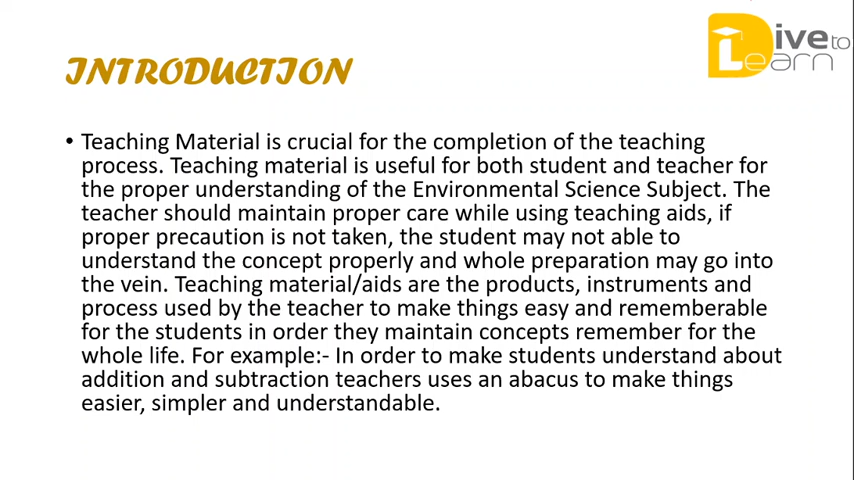 INTRODUCTION
Dive to
Learn
• Teaching Material is crucial for the completion of the teaching
process. Teaching material is useful for both student and teacher for
the proper understanding of the Environmental Science Subject. The
teacher should maintain proper care while using teaching aids, if
proper precaution is not taken, the student may not able to
understand the concept properly and whole preparation may go into
the vein. Teaching material/aids are the products, instruments and
process used by the teacher to make things easy and rememberable
for the students in order they maintain concepts remember for the
whole life. For example:- In order to make students understand about
addition and subtraction teachers uses an abacus to make things
easier, simpler and understandable.